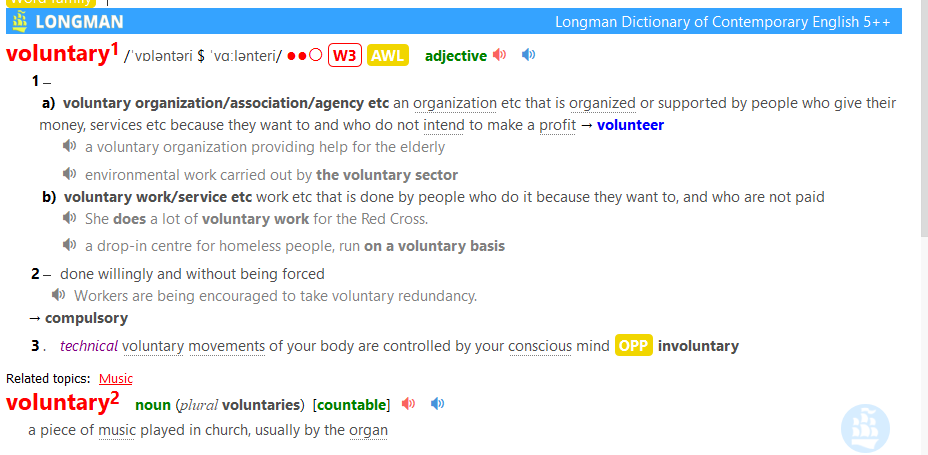 Word family
LONGMAN Longman Dictionary of Contemporary English 5++
voluntary1 /ˈvɒləntəri $ ˈvɑːlənteri/ ●●○ W3 AWL adjective
1 –
a) voluntary organization/association/agency etc an organization etc that is organized or supported by people who give their
money, services etc because they want to and who do not intend to make a profit → volunteer
a voluntary organization providing help for the elderly
environmental work carried out by the voluntary sector
b) voluntary work/service etc work etc that is done by people who do it because they want to, and who are not paid
She does a lot of voluntary work for the Red Cross.
a drop-in centre for homeless people, run on a voluntary basis
2 – done willingly and without being forced
Workers are being encouraged to take voluntary redundancy.
→ compulsory
3 . technical voluntary movements of your body are controlled by your conscious mind OPP involuntary
Related topics: Music
voluntary2 noun (plural voluntaries) [countable]
a piece of music played in church, usually by the organ